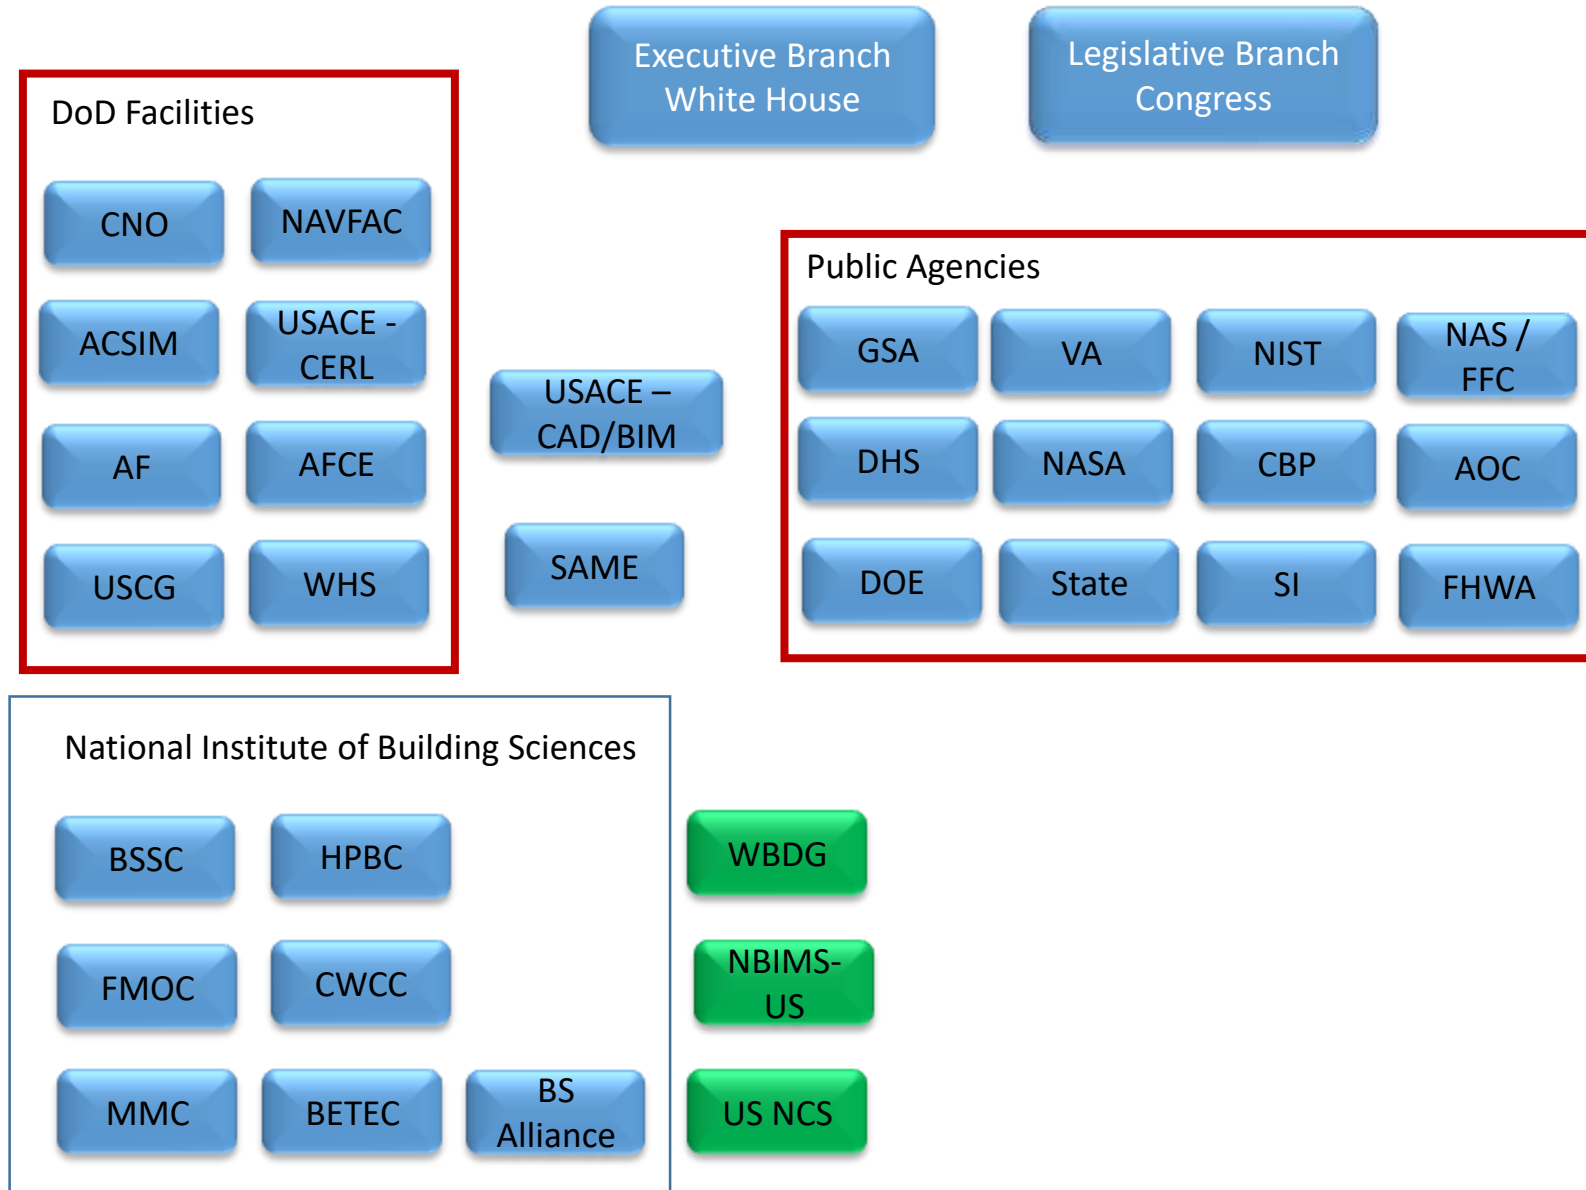 Executive Branch
White House
Legislative Branch
Congress
DoD Facilities
CNO
NAVFAC
ACSIM
USACE -
CERL
AF
AFCE
USCG
WHS
USACE –
CAD/BIM
SAME
Public Agencies
GSA
VA
NIST
NAS /
FFC
DHS
NASA
CBP
AOC
DOE
State
SI
FHWA
National Institute of Building Sciences
BSSC
HPBC
FMOC
CWCC
MMC
BETEC
BS
Alliance
WBDG
NBIMS-
US
US NCS